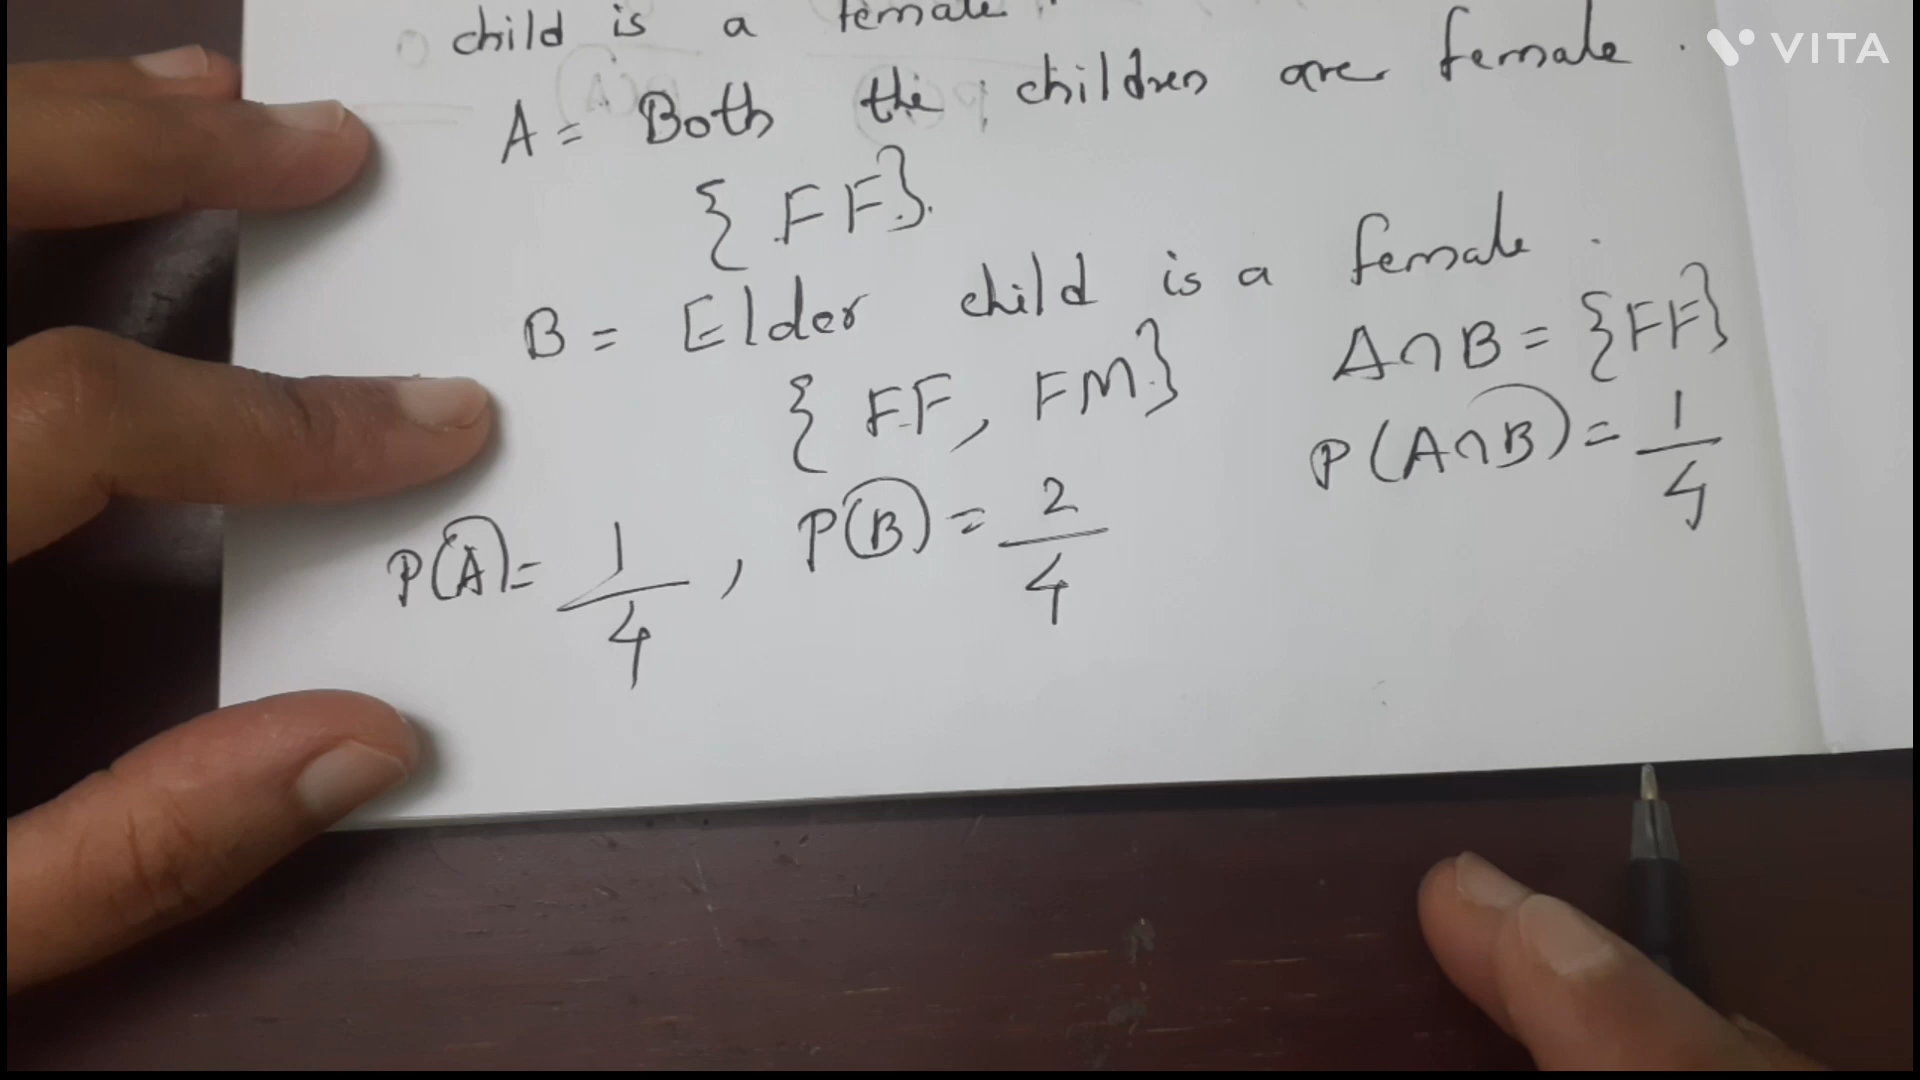 child is a female.
VITA
A = Both the children are female.
{FF}.
B = Elder child is a female.
{FF, FM}
A∩B = {FF}
P(A∩B) = 1/4
P(A) = 1/4, P(B) = 2/4